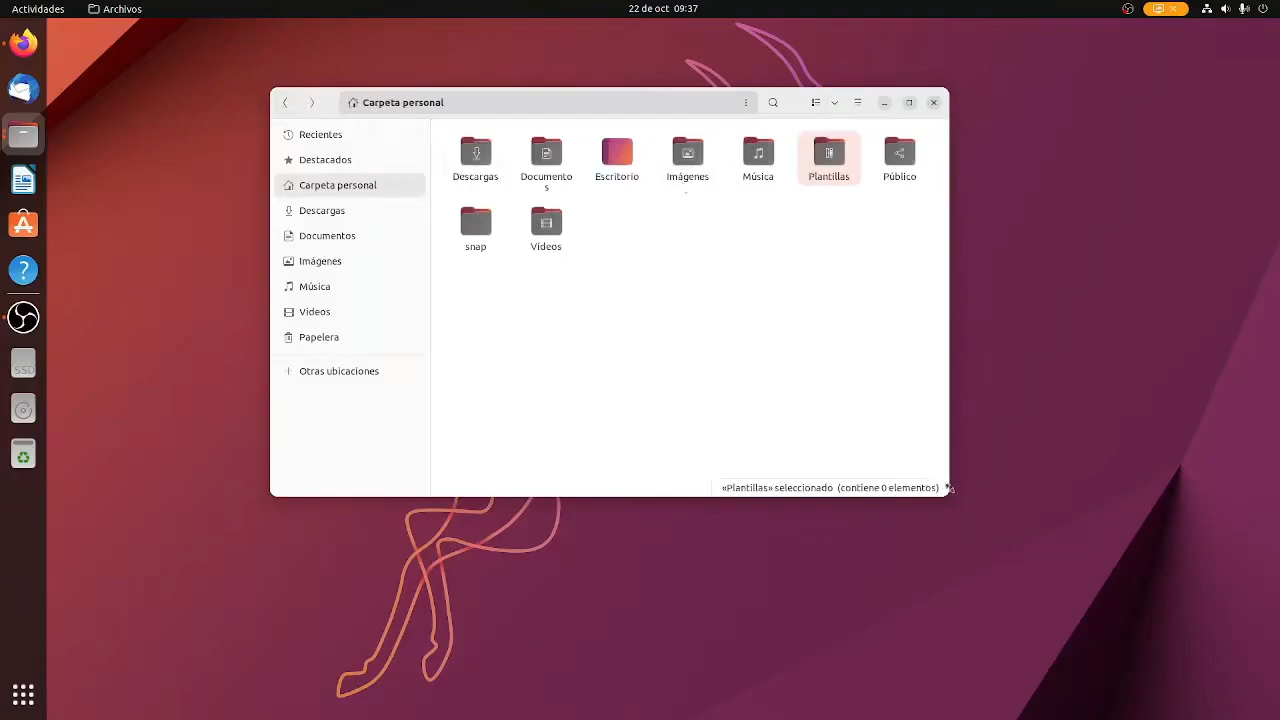 Actividades
Archivos
22 de oct 09:37
Carpeta personal
Recientes
Destacados
Carpeta personal
Descargas
Documentos
Imágenes
Música
Vídeos
Papelera
Otras ubicaciones
Descargas
Documento
s
Escritorio
Imágenes
Música
Plantillas
Público
snap
Vídeos
«Plantillas» seleccionado (contiene 0 elementos)
SSD